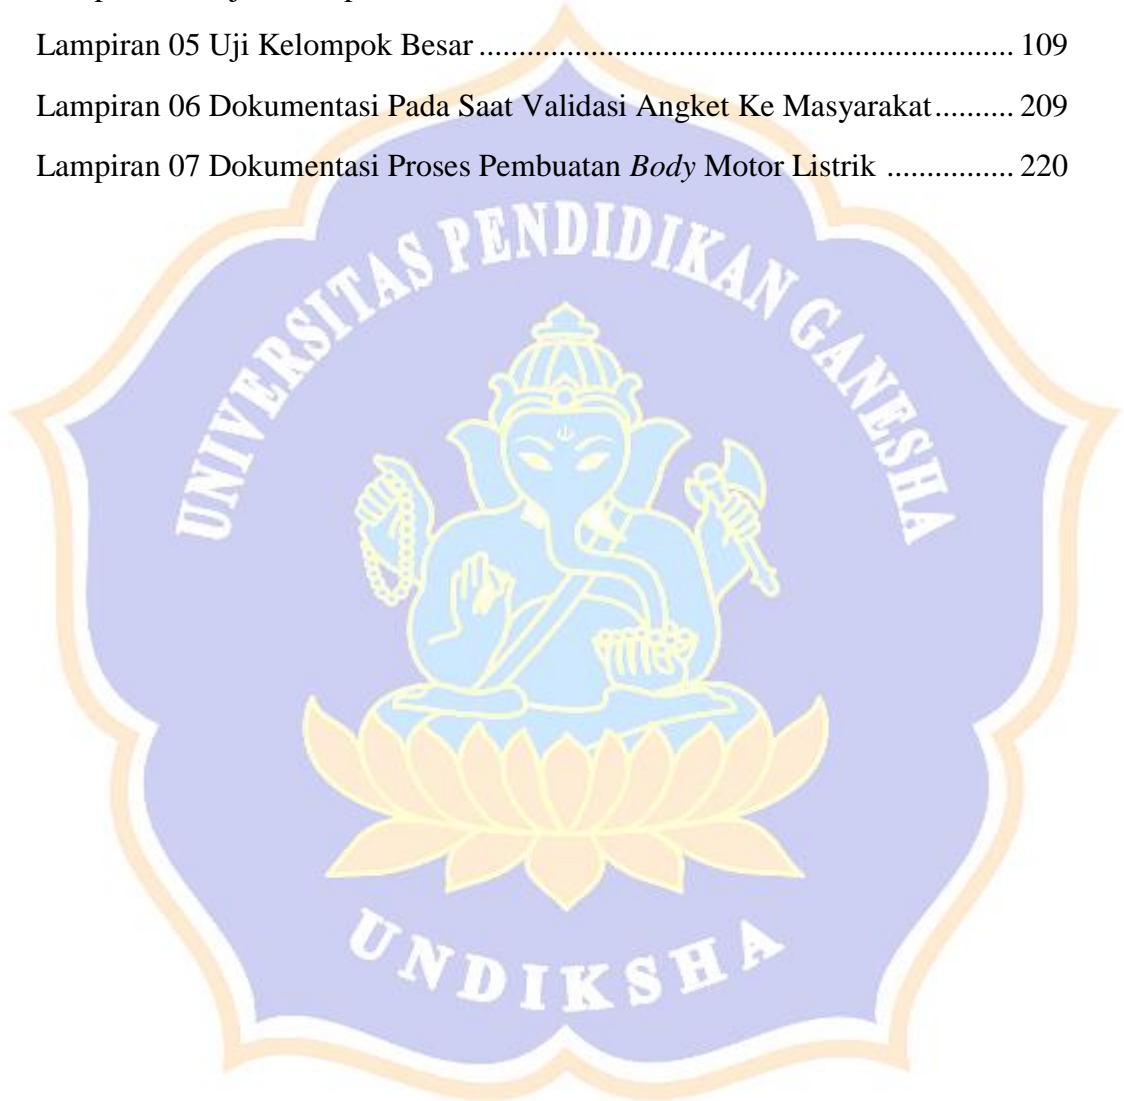 Lampiran 05 Uji Kelompok Besar ................................................................... 109
Lampiran 06 Dokumentasi Pada Saat Validasi Angket Ke Masyarakat .......... 209
Lampiran 07 Dokumentasi Proses Pembuatan Body Motor Listrik ................ 220
UNIVERSITAS PENDIDIKAN GANESHA
UNDIKSHA